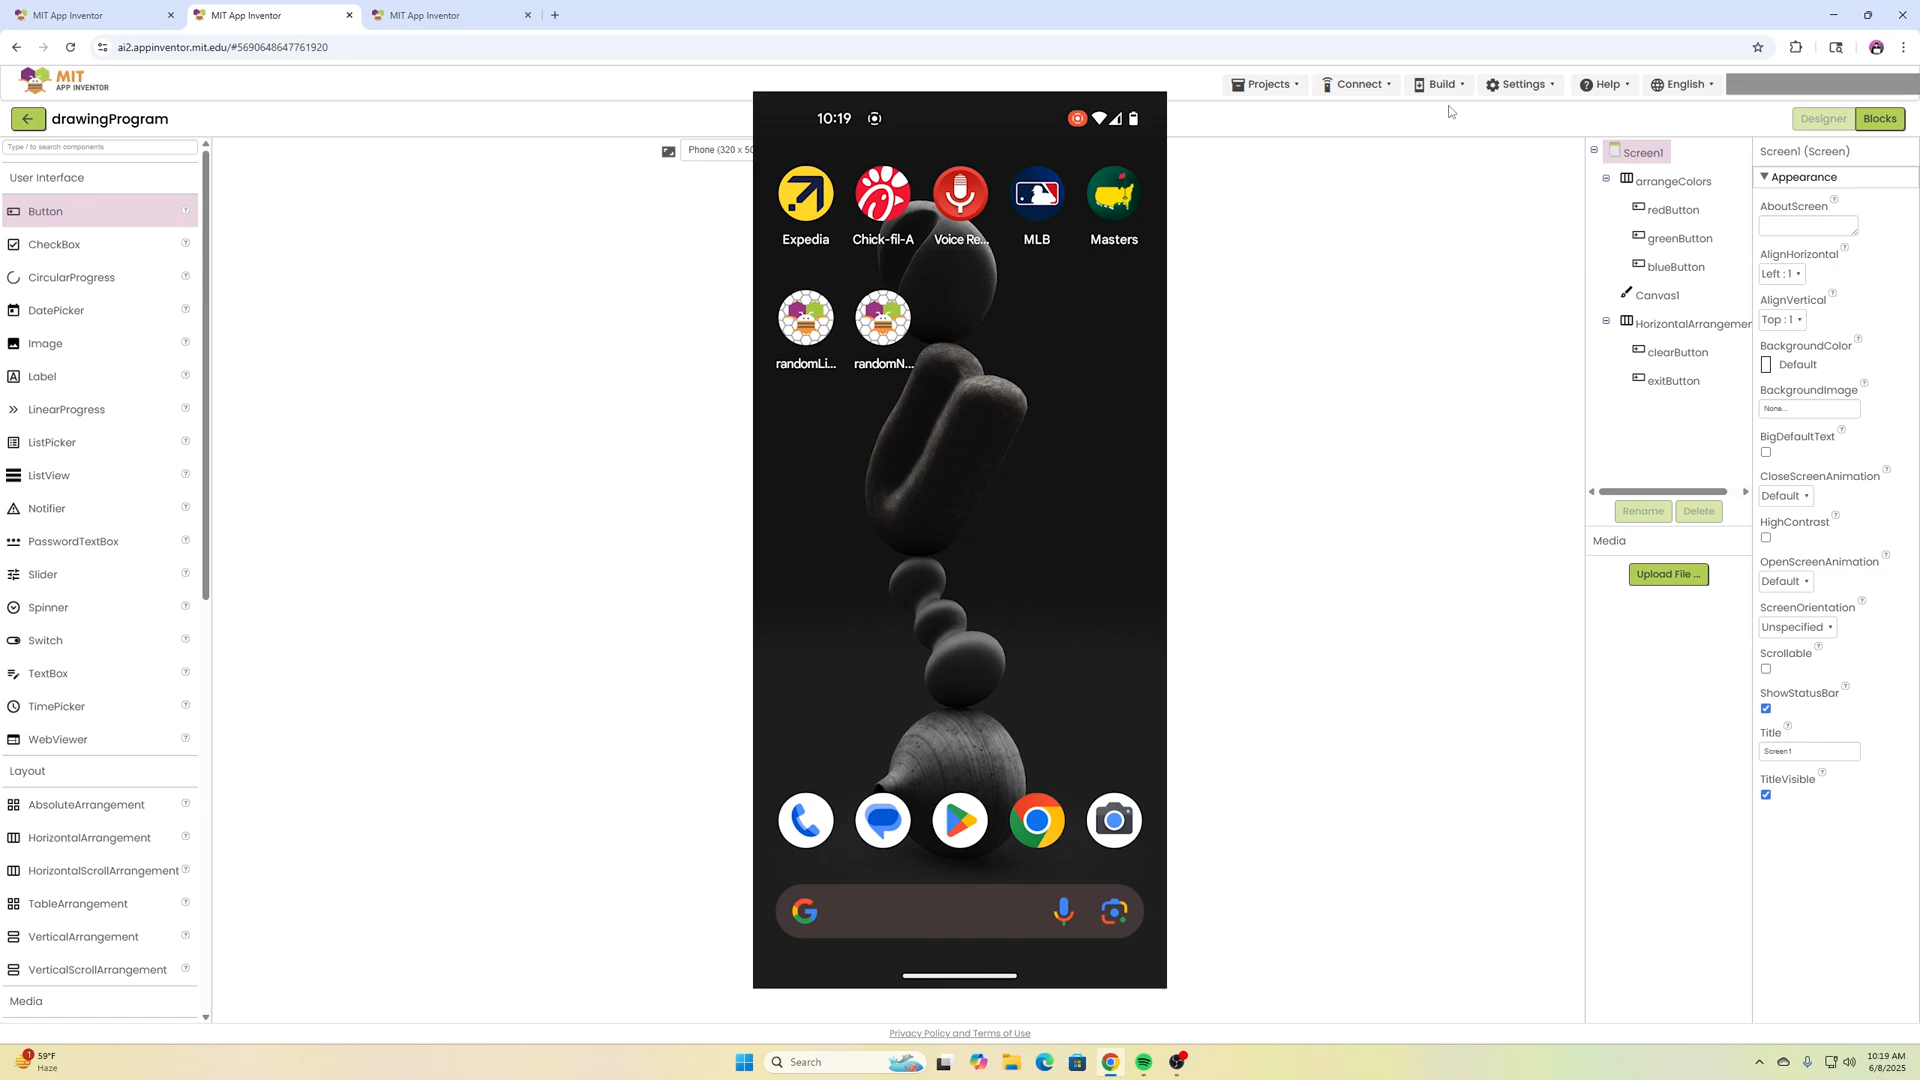 MIT App Inventor
MIT App Inventor
MIT App Inventor
ai2.appinventor.mit.edu/#5690648647761920
MIT
APP INVENTOR
Projects
Connect
Build
Settings
Help
English
drawingProgram
Designer
Blocks
Type / to search components
User Interface
Button
CheckBox
CircularProgress
DatePicker
Image
Label
LinearProgress
ListPicker
ListView
Notifier
PasswordTextBox
Slider
Spinner
Switch
TextBox
TimePicker
WebViewer
Layout
AbsoluteArrangement
HorizontalArrangement
HorizontalScrollArrangement
TableArrangement
VerticalArrangement
VerticalScrollArrangement
Media
Phone (320 x 50
10:19
Expedia
Chick-fil-A
Voice Re...
MLB
Masters
randomLi...
randomN...
Screen1
arrangeColors
redButton
greenButton
blueButton
Canvas1
HorizontalArrangemer
clearButton
exitButton
Rename
Delete
Media
Upload File ...
Screen1 (Screen)
Appearance
AboutScreen
AlignHorizontal
Left : 1
AlignVertical
Top : 1
BackgroundColor
Default
BackgroundImage
None...
BigDefaultText
CloseScreenAnimation
Default
HighContrast
OpenScreenAnimation
Default
ScreenOrientation
Unspecified
Scrollable
ShowStatusBar
Title
Screen1
TitleVisible
Privacy Policy and Terms of Use
1
59°F
Haze
Search
10:19 AM
6/8/2025